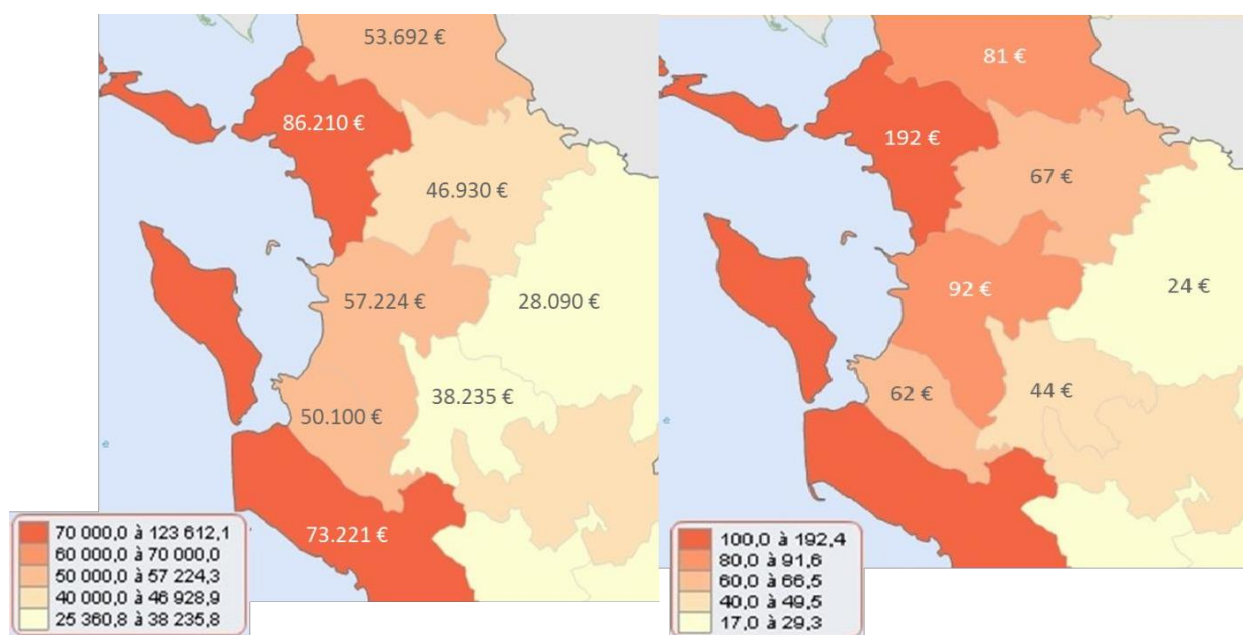 53.692 €
86.210 €
46.930 €
57.224 €
28.090 €
38.235 €
50.100 €
73.221 €
70 000,0 à 123 612,1
60 000,0 à 70 000,0
50 000,0 à 57 224,3
40 000,0 à 46 928,9
25 360,8 à 38 235,8
81 €
192 €
67 €
92 €
24 €
62 €
44 €
100,0 à 192,4
80,0 à 91,6
60,0 à 66,5
40,0 à 49,5
17,0 à 29,3